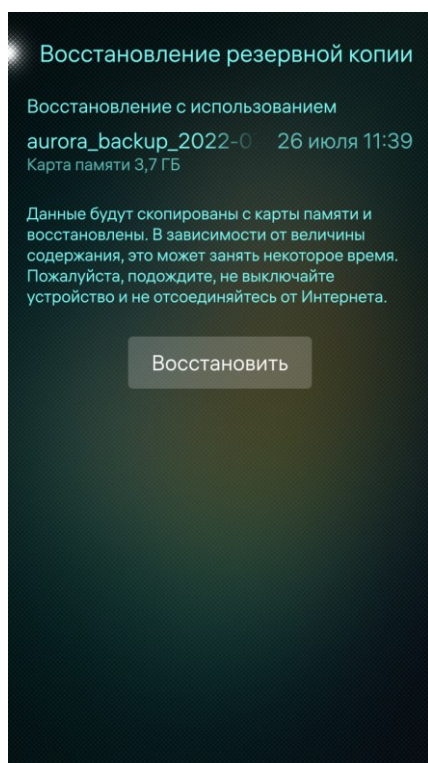 Восстановление резервной копии
Восстановление с использованием
aurora_backup_2022-0 26 июля 11:39
Карта памяти 3,7 ГБ
Данные будут скопированы с карты памяти и
восстановлены. В зависимости от величины
содержания, это может занять некоторое время.
Пожалуйста, подождите, не выключайте
устройство и не отсоединяйтесь от Интернета.
Восстановить